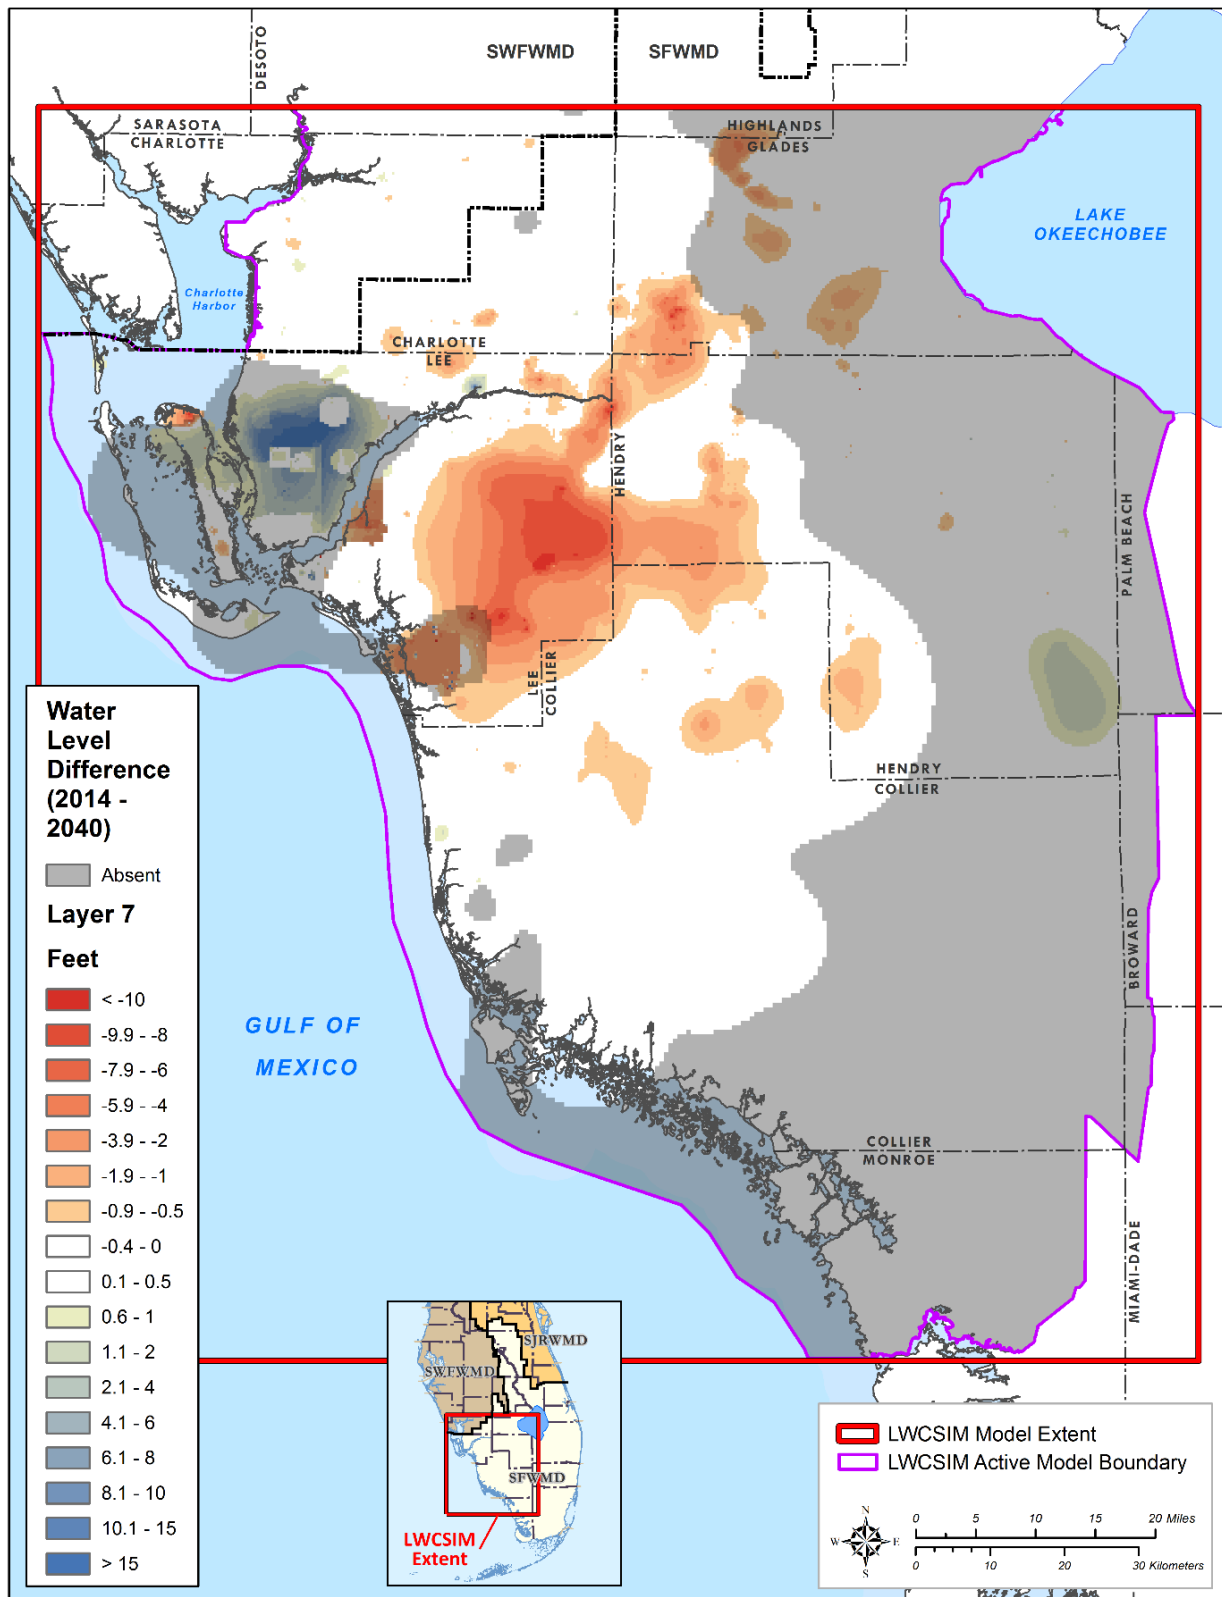 SWFWMD
SFWMD
DESOTO
SARASOTA
CHARLOTTE
HIGHLANDS
GLADES
LAKE
OKEECHOBEE
Charlotte
Harbor
CHARLOTTE
LEE
HENDRY
PALM BEACH
LEE
COLLIER
HENDRY
COLLIER
BROWARD
GULF OF
MEXICO
COLLIER
MONROE
MIAMI-DADE
Water
Level
Difference
(2014 -
2040)
Absent
Layer 7
Feet
< -10
-9.9 - -8
-7.9 - -6
-5.9 - -4
-3.9 - -2
-1.9 - -1
-0.9 - -0.5
-0.4 - 0
0.1 - 0.5
0.6 - 1
1.1 - 2
2.1 - 4
4.1 - 6
6.1 - 8
8.1 - 10
10.1 - 15
> 15
SJRWMD
SWFWMD
SFWMD
LWCSIM
Extent
LWCSIM Model Extent
LWCSIM Active Model Boundary
N
W
E
S
0 5 10 15 20 Miles
0 10 20 30 Kilometers